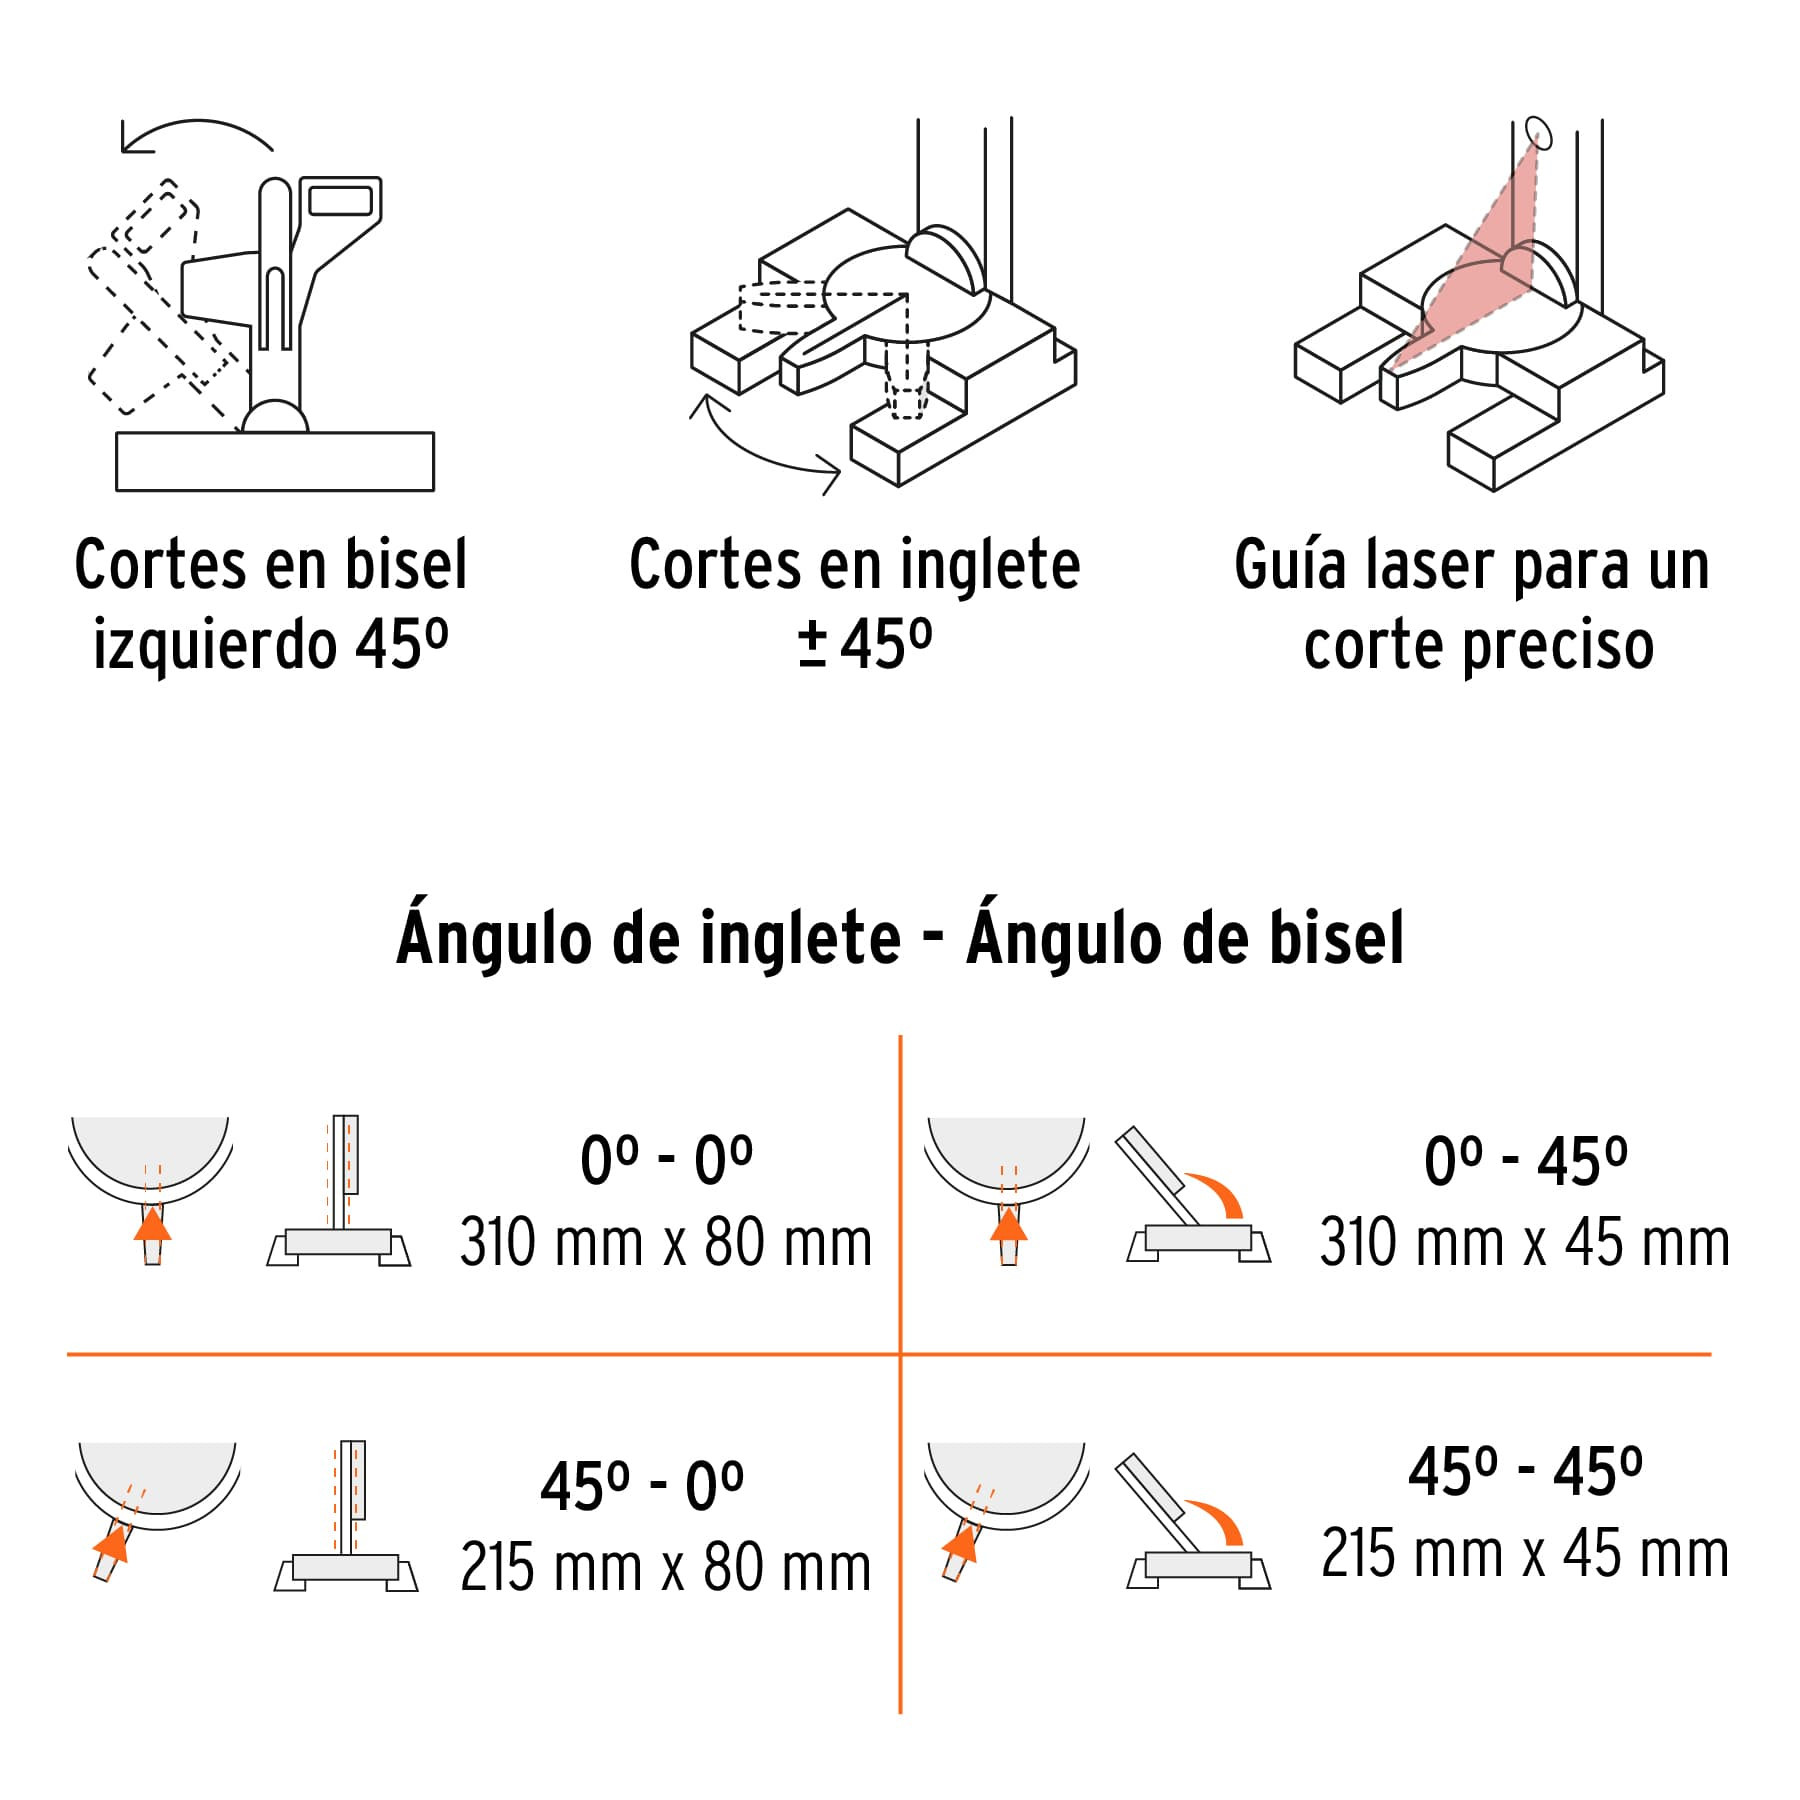 Cortes en bisel
izquierdo 45º
Cortes en inglete
± 45º
Guía laser para un
corte preciso
Ángulo de inglete - Ángulo de bisel
0º - 0º
310 mm x 80 mm
0º - 45º
310 mm x 45 mm
45º - 0º
215 mm x 80 mm
45º - 45º
215 mm x 45 mm